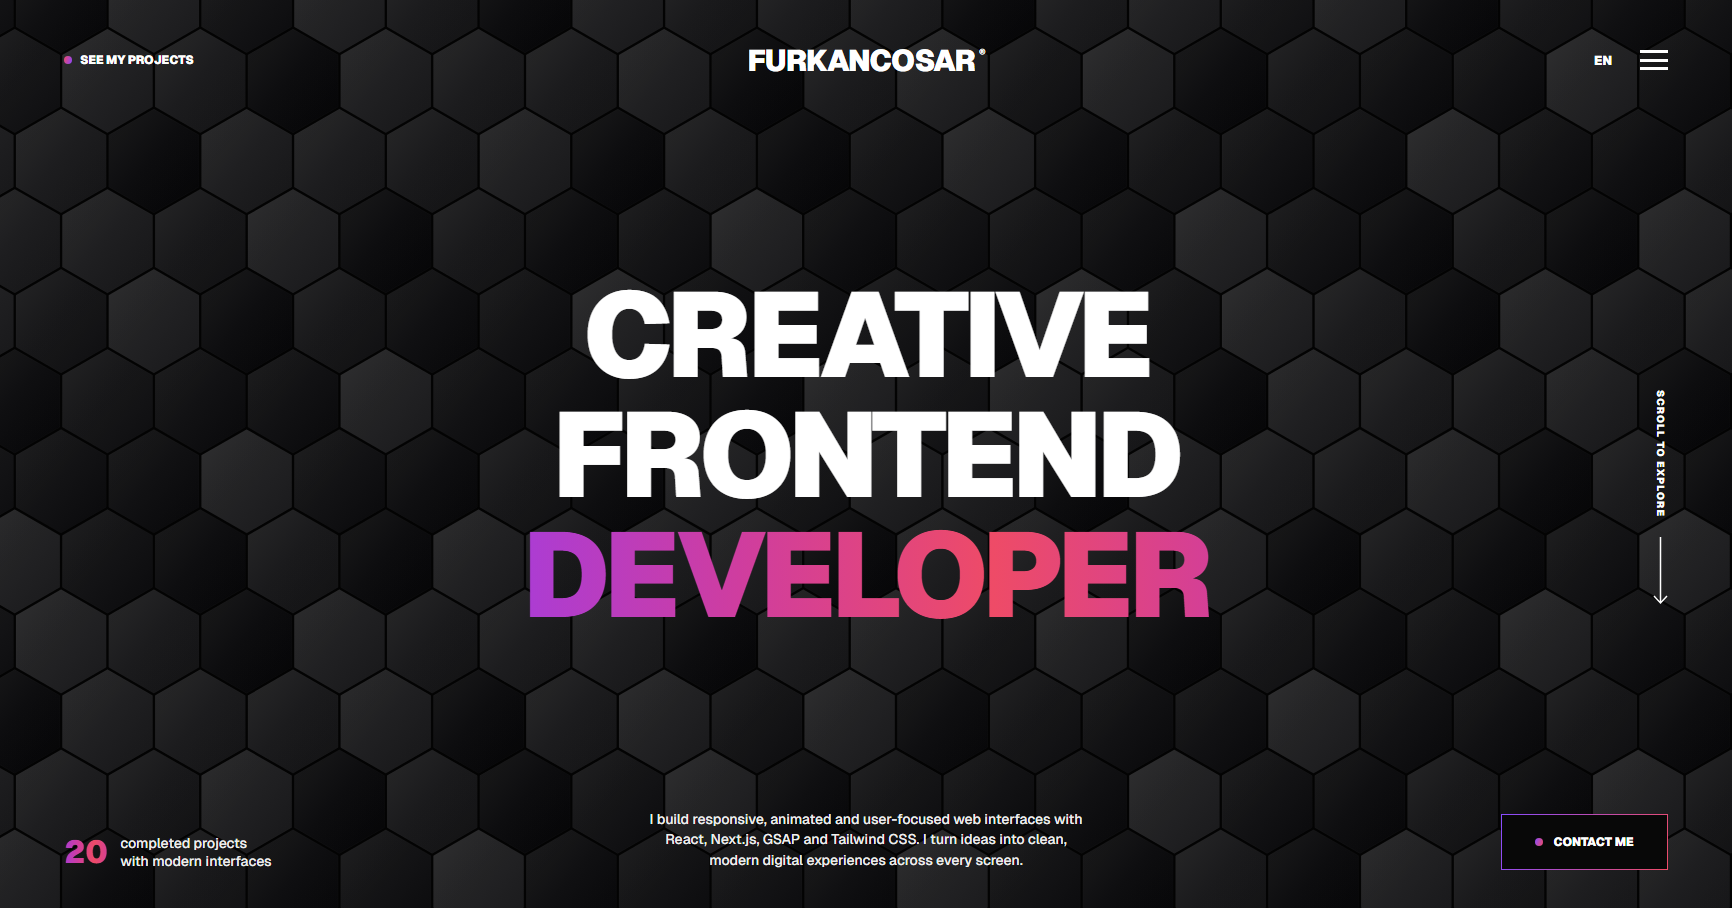 SEE MY PROJECTS
FURKANCOSAR®
EN
CREATIVE
FRONTEND
DEVELOPER
SCROLL TO EXPLORE
20
completed projects
with modern interfaces
I build responsive, animated and user-focused web interfaces with
React, Next.js, GSAP and Tailwind CSS. I turn ideas into clean,
modern digital experiences across every screen.
CONTACT ME